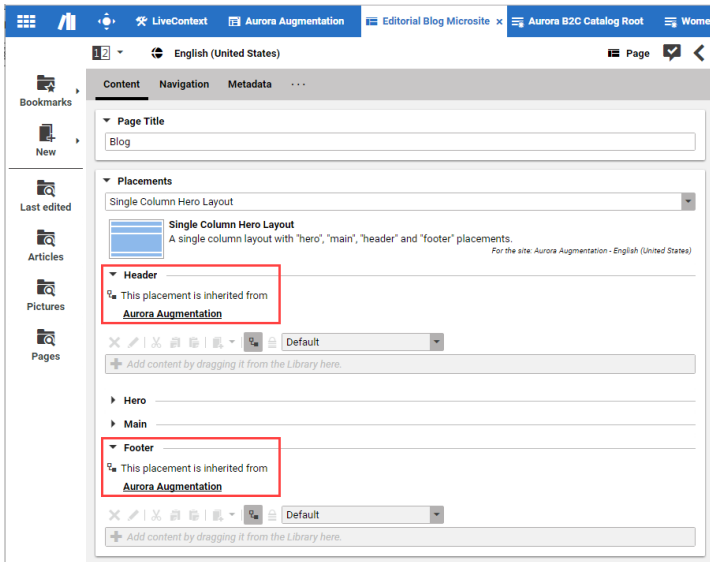 LiveContext
Aurora Augmentation
Editorial Blog Microsite ×
Aurora B2C Catalog Root
Wome
1 2
English (United States)
Page
Bookmarks
New
Last edited
Articles
Pictures
Pages
Content Navigation Metadata ···
Page Title
Blog
Placements
Single Column Hero Layout
Single Column Hero Layout
A single column layout with "hero", "main", "header" and "footer" placements.
For the site: Aurora Augmentation - English (United States)
Header
This placement is inherited from
Aurora Augmentation
Default
Add content by dragging it from the Library here.
Hero
Main
Footer
This placement is inherited from
Aurora Augmentation
Default
Add content by dragging it from the Library here.